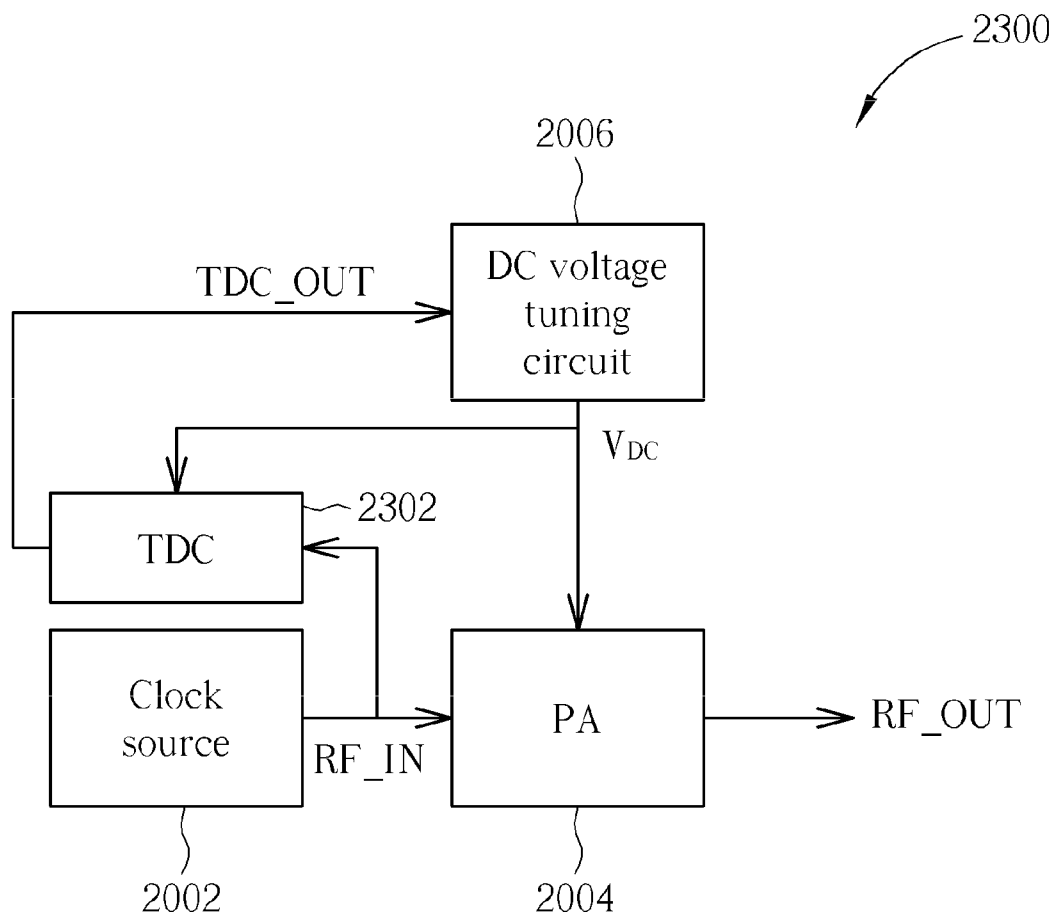 2300
2006
DC voltage
tuning
circuit
TDC_OUT
VDC
2302
TDC
Clock
source
RF_IN
PA
RF_OUT
2002
2004